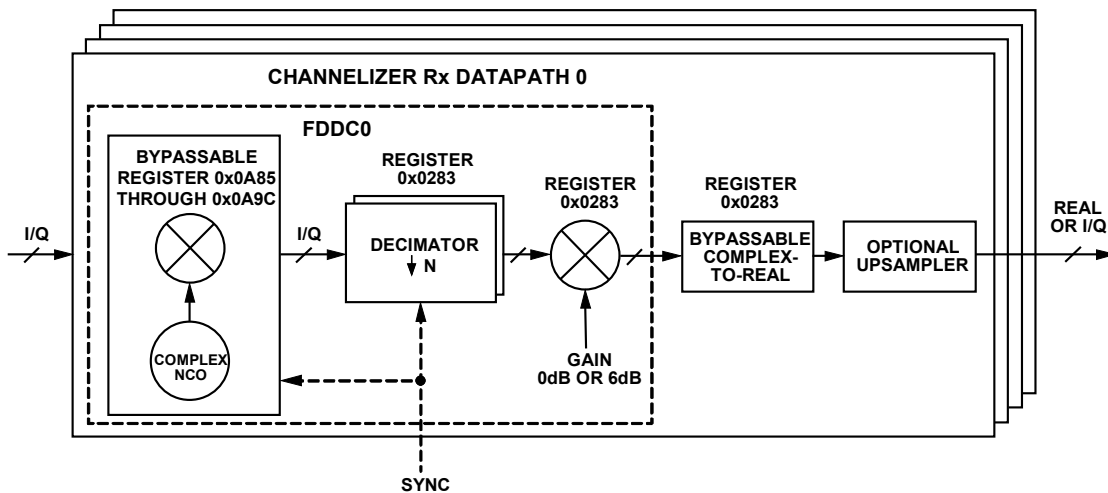 CHANNELIZER Rx DATAPATH 0
FDDC0
BYPASSABLE
REGISTER 0x0A85
THROUGH 0x0A9C
REGISTER
0x0283
REGISTER
0x0283
REGISTER
0x0283
I/Q
I/Q
DECIMATOR
↓ N
BYPASSABLE
COMPLEX-
TO-REAL
OPTIONAL
UPSAMPLER
REAL
OR I/Q
COMPLEX
NCO
GAIN
0dB OR 6dB
SYNC